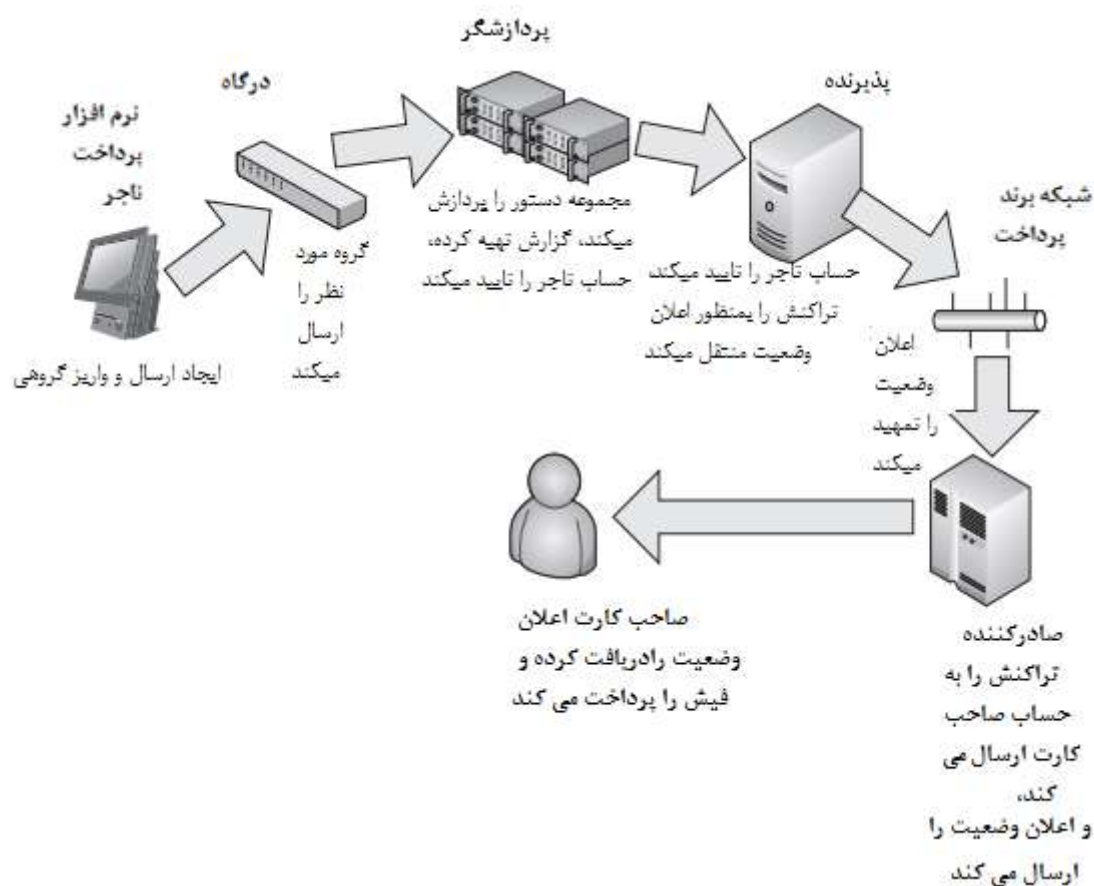 نرم افزار
پرداخت
تاجر
ایجاد ارسال و واریز گروهی
درگاه
گروه مورد
نظر را
ارسال
میکند
پردازشگر
مجموعه دستور را پردازش
میکند، گزارش تهیه کرده،
حساب تاجر را تایید میکند
پذیرنده
حساب تاجر را تایید میکند،
تراکنش را یمنظور اعلان
وضعیت منتقل میکند
شبکه برند
پرداخت
اعلان
وضعیت
را تمهید
میکند
صادرکننده
تراکنش را به
حساب صاحب
کارت ارسال می
کند،
و اعلان وضعیت را
ارسال می کند
صاحب کارت اعلان
وضعیت رادریافت کرده و
فیش را پرداخت می کند